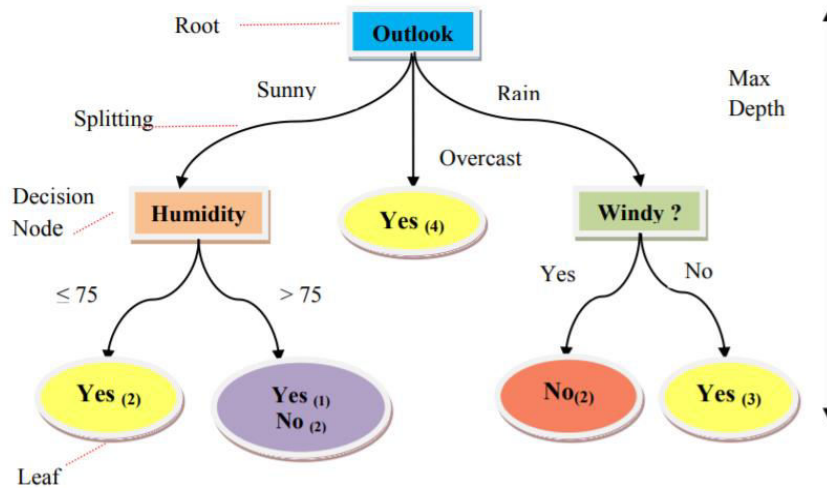 Root
Outlook
Sunny
Rain
Max
Depth
Splitting
Overcast
Decision
Node
Humidity
Yes (4)
Windy ?
≤ 75
> 75
Yes
No
Yes (2)
Yes (1)
No (2)
No(2)
Yes (3)
Leaf